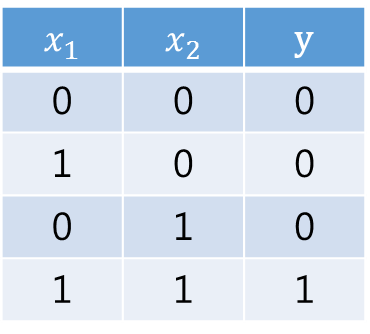 x₁ x₂ y
0 0 0
1 0 0
0 1 0
1 1 1